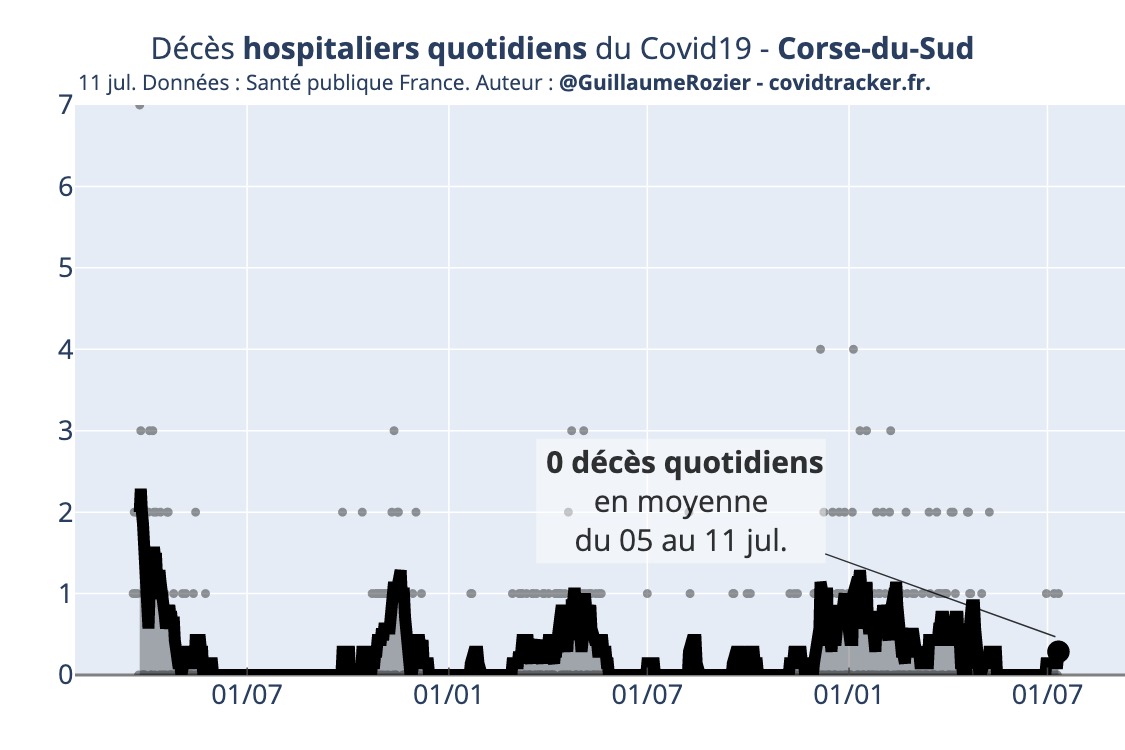 Décès hospitaliers quotidiens du Covid19 - Corse-du-Sud
11 jul. Données : Santé publique France. Auteur : @GuillaumeRozier - covidtracker.fr.
7
6
5
4
3
0 décès quotidiens
2
en moyenne
du 05 au 11 jul.
1
0
01/07
01/01
01/07
01/01
01/07